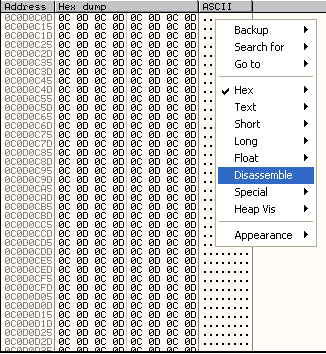 Address Hex dump ASCII
0C0D0C0D 0C 0D 0C 0D 0C 0D 0C 0D ..
0C0D0C15 0C 0D 0C 0D 0C 0D 0C 0D ..
0C0D0C1D 0C 0D 0C 0D 0C 0D 0C 0D ..
0C0D0C25 0C 0D 0C 0D 0C 0D 0C 0D ..
0C0D0C2D 0C 0D 0C 0D 0C 0D 0C 0D ..
0C0D0C35 0C 0D 0C 0D 0C 0D 0C 0D ..
0C0D0C3D 0C 0D 0C 0D 0C 0D 0C 0D ..
0C0D0C45 0C 0D 0C 0D 0C 0D 0C 0D ..
0C0D0C4D 0C 0D 0C 0D 0C 0D 0C 0D ..
0C0D0C55 0C 0D 0C 0D 0C 0D 0C 0D ..
0C0D0C5D 0C 0D 0C 0D 0C 0D 0C 0D ..
0C0D0C65 0C 0D 0C 0D 0C 0D 0C 0D ..
0C0D0C6D 0C 0D 0C 0D 0C 0D 0C 0D ..
0C0D0C75 0C 0D 0C 0D 0C 0D 0C 0D ..
0C0D0C7D 0C 0D 0C 0D 0C 0D 0C 0D ..
0C0D0C85 0C 0D 0C 0D 0C 0D 0C 0D ..
0C0D0C8D 0C 0D 0C 0D 0C 0D 0C 0D ..
0C0D0C95 0C 0D 0C 0D 0C 0D 0C 0D ..
0C0D0C9D 0C 0D 0C 0D 0C 0D 0C 0D ..
0C0D0CA5 0C 0D 0C 0D 0C 0D 0C 0D ..
0C0D0CAD 0C 0D 0C 0D 0C 0D 0C 0D ..
0C0D0CB5 0C 0D 0C 0D 0C 0D 0C 0D ..
0C0D0CBD 0C 0D 0C 0D 0C 0D 0C 0D ..
0C0D0CC5 0C 0D 0C 0D 0C 0D 0C 0D ..
0C0D0CCD 0C 0D 0C 0D 0C 0D 0C 0D ..
0C0D0CD5 0C 0D 0C 0D 0C 0D 0C 0D ........
0C0D0CDD 0C 0D 0C 0D 0C 0D 0C 0D ........
0C0D0CE5 0C 0D 0C 0D 0C 0D 0C 0D ........
0C0D0CED 0C 0D 0C 0D 0C 0D 0C 0D ........
0C0D0CF5 0C 0D 0C 0D 0C 0D 0C 0D ........
0C0D0CFD 0C 0D 0C 0D 0C 0D 0C 0D ........
0C0D0D05 0C 0D 0C 0D 0C 0D 0C 0D ........
0C0D0D0D 0C 0D 0C 0D 0C 0D 0C 0D ........
0C0D0D15 0C 0D 0C 0D 0C 0D 0C 0D ........
0C0D0D1D 0C 0D 0C 0D 0C 0D 0C 0D ........
0C0D0D25 0C 0D 0C 0D 0C 0D 0C 0D ........
Backup
Search for
Go to
Hex
Text
Short
Long
Float
Disassemble
Special
Heap Vis
Appearance